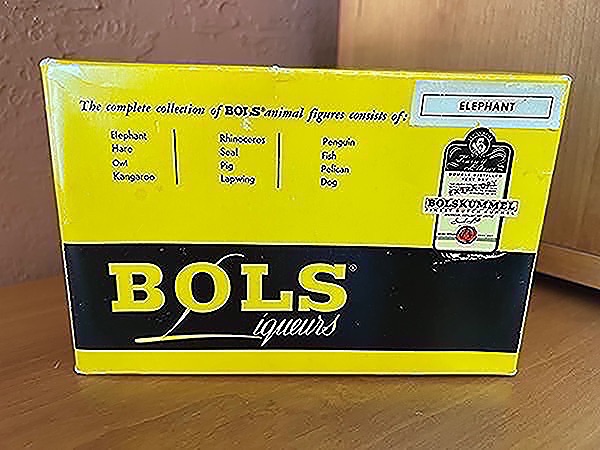 The complete collection of BOLS® animal figures consists of:
ELEPHANT
Elephant
Hare
Owl
Kangaroo
Rhinoceros
Seal
Pig
Lapwing
Penguin
Fish
Pelican
Dog
BOLSKUMMEL
BOLS®
Liqueurs